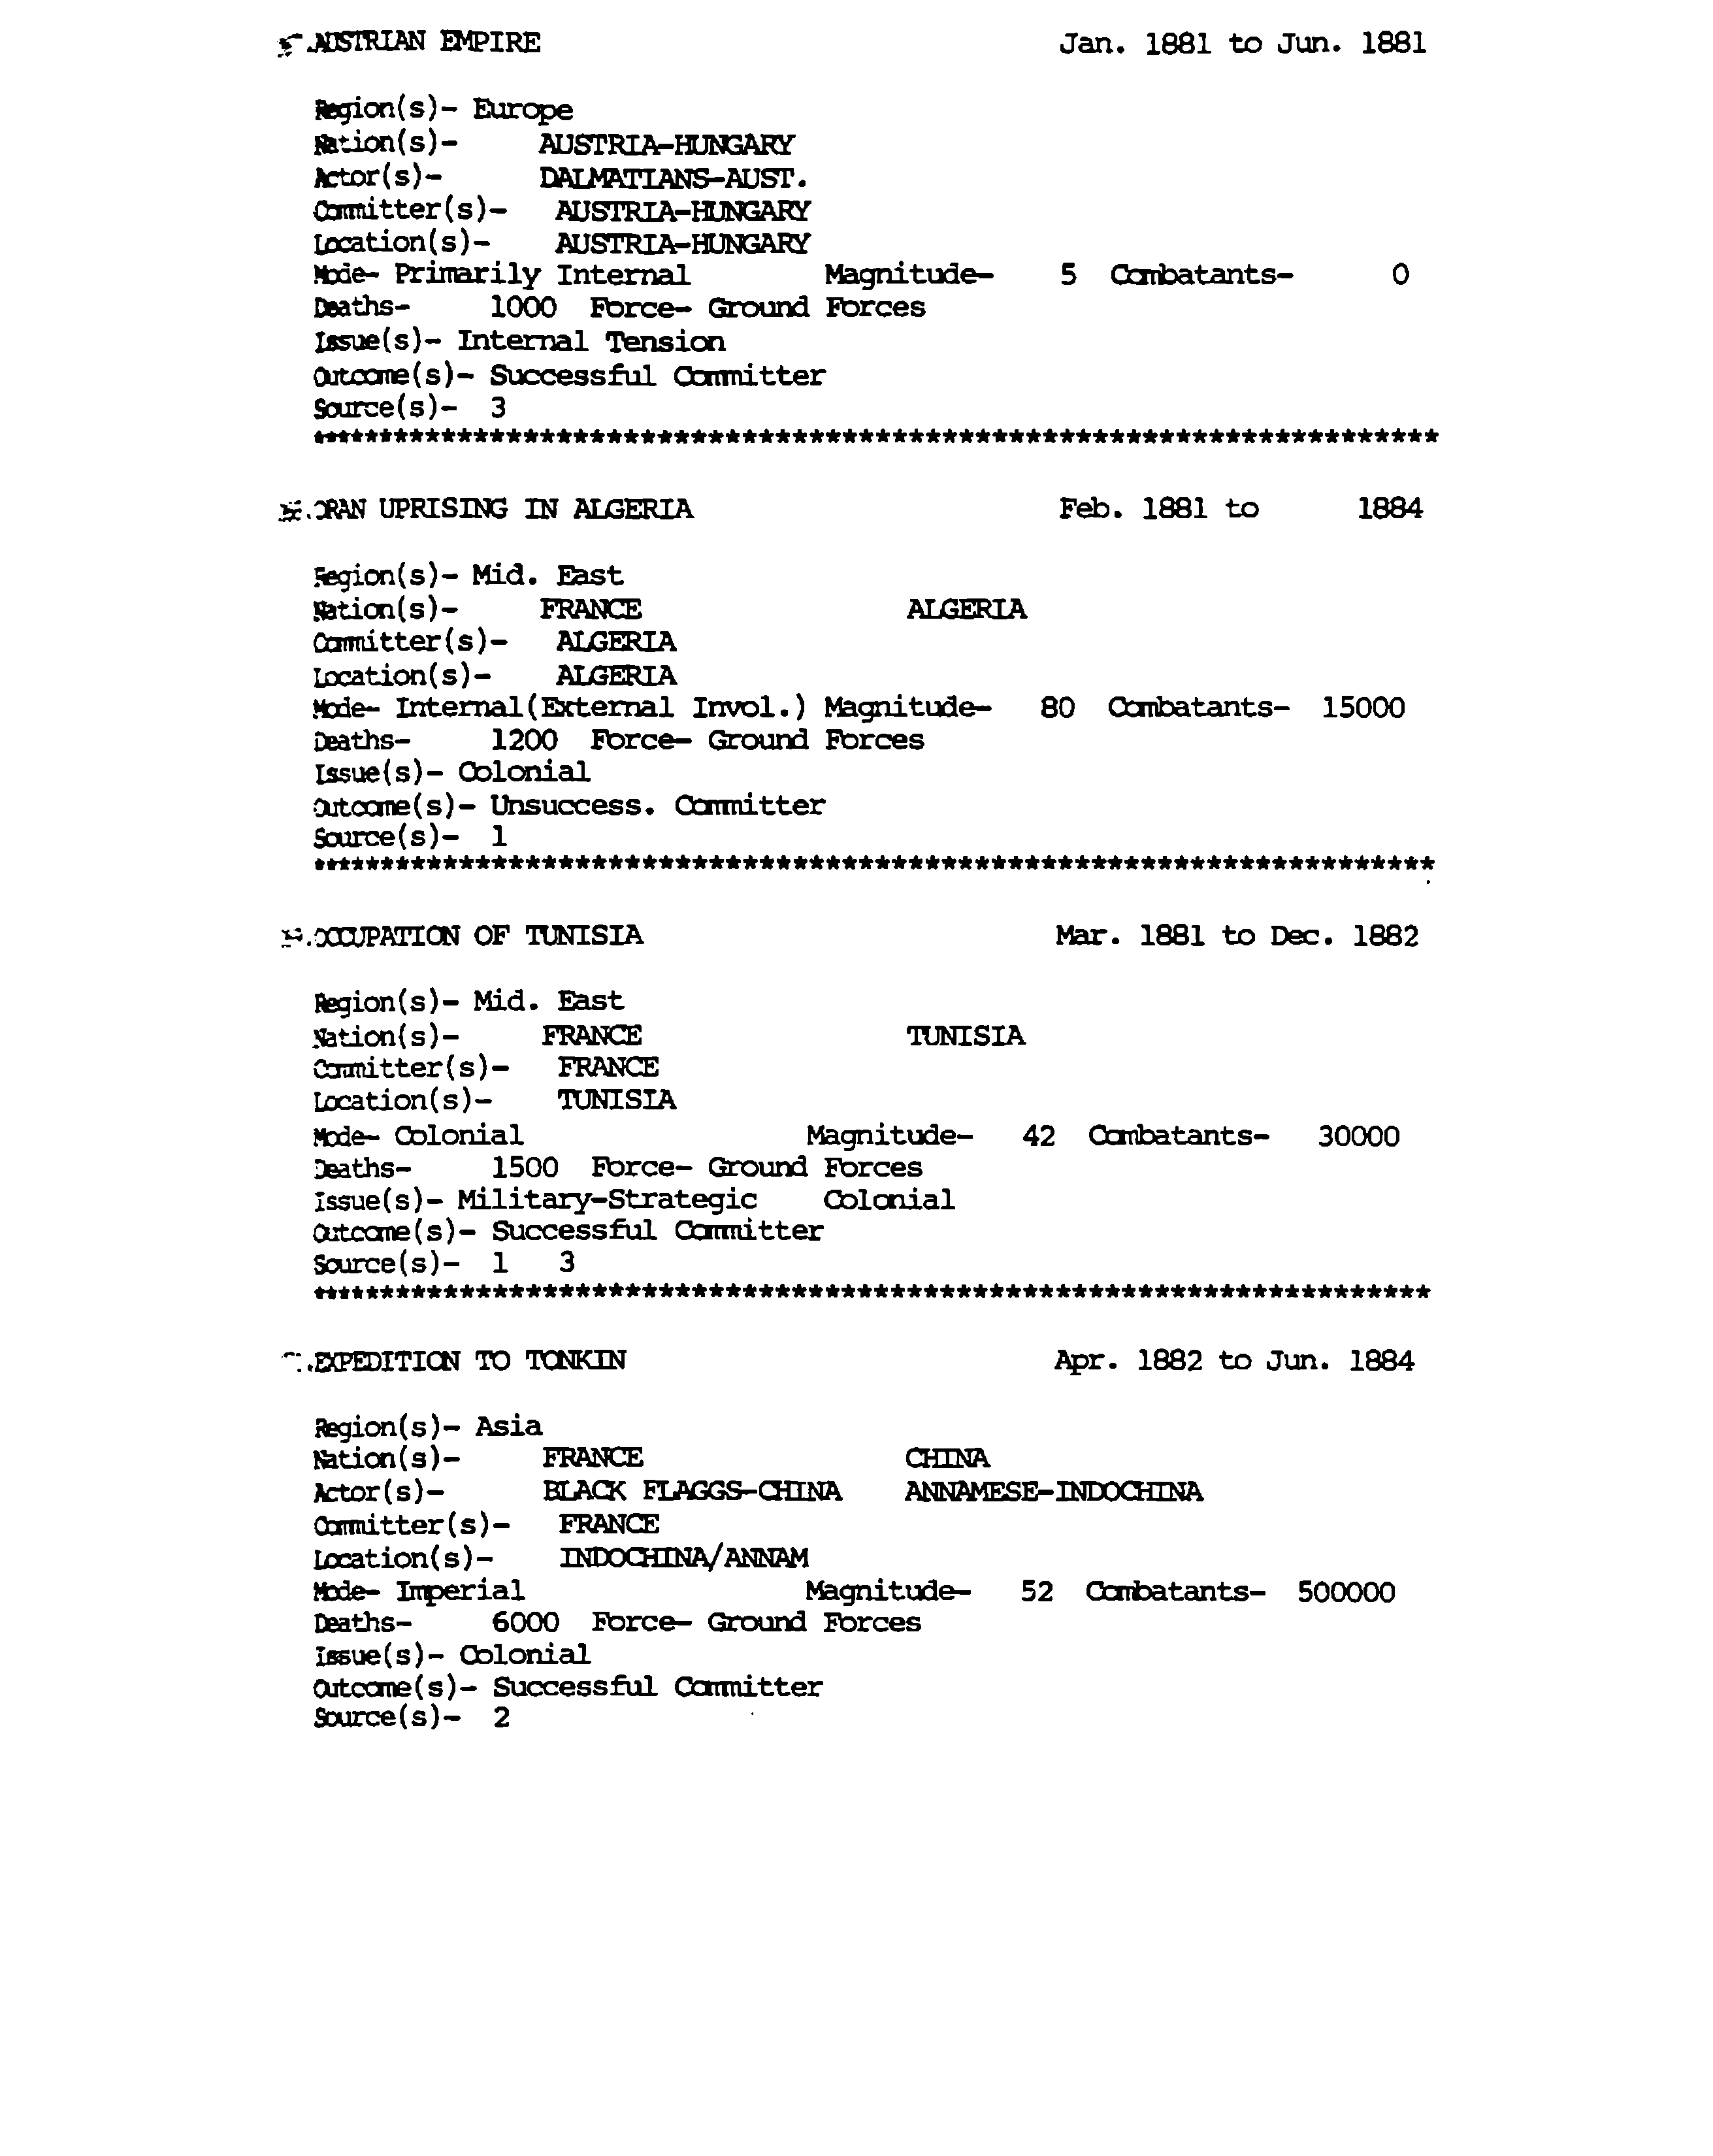 AUSTRIAN EMPIRE Jan. 1881 to Jun. 1881
Region(s)- Europe
Nation(s)- AUSTRIA-HUNGARY
Actor(s)- DALMATIANS-AUST.
Committer(s)- AUSTRIA-HUNGARY
Location(s)- AUSTRIA-HUNGARY
Mode- Primarily Internal Magnitude- 5 Combatants- 0
Deaths- 1000 Force- Ground Forces
Issue(s)- Internal Tension
Outcome(s)- Successful Committer
Source(s)- 3
*********************************************************************
ORAN UPRISING IN ALGERIA Feb. 1881 to 1884
Region(s)- Mid. East
Nation(s)- FRANCE ALGERIA
Committer(s)- ALGERIA
Location(s)- ALGERIA
Mode- Internal(External Invol.) Magnitude- 80 Combatants- 15000
Deaths- 1200 Force- Ground Forces
Issue(s)- Colonial
Outcome(s)- Unsuccess. Committer
Source(s)- 1
*********************************************************************
OCCUPATION OF TUNISIA Mar. 1881 to Dec. 1882
Region(s)- Mid. East
Nation(s)- FRANCE TUNISIA
Committer(s)- FRANCE
Location(s)- TUNISIA
Mode- Colonial Magnitude- 42 Combatants- 30000
Deaths- 1500 Force- Ground Forces
Issue(s)- Military-Strategic Colonial
Outcome(s)- Successful Committer
Source(s)- 1 3
*********************************************************************
EXPEDITION TO TONKIN Apr. 1882 to Jun. 1884
Region(s)- Asia
Nation(s)- FRANCE CHINA
Actor(s)- BLACK FLAGGS-CHINA ANNAMESE-INDOCHINA
Committer(s)- FRANCE
Location(s)- INDOCHINA/ANNAM
Mode- Imperial Magnitude- 52 Combatants- 500000
Deaths- 6000 Force- Ground Forces
Issue(s)- Colonial
Outcome(s)- Successful Committer
Source(s)- 2